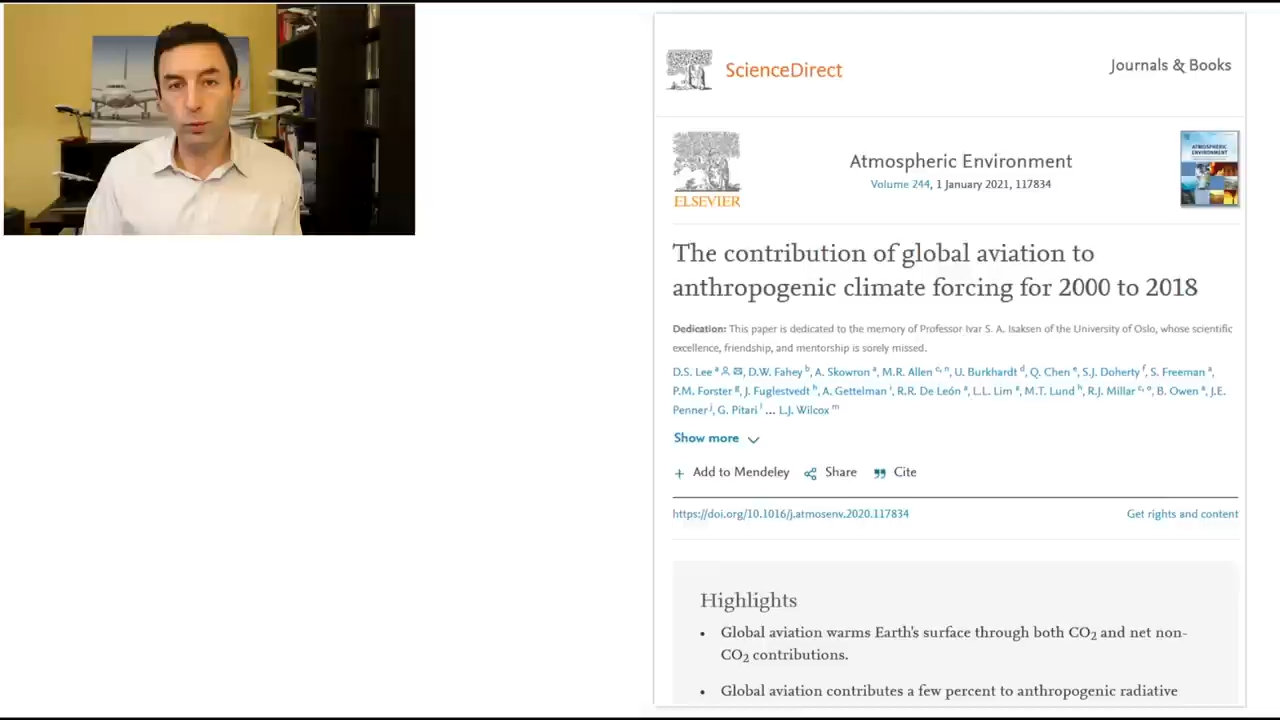 ScienceDirect
Journals & Books
ELSEVIER
Atmospheric Environment
Volume 244, 1 January 2021, 117834
ATMOSPHERIC
ENVIRONMENT
The contribution of global aviation to
anthropogenic climate forcing for 2000 to 2018
Dedication: This paper is dedicated to the memory of Professor Ivar S. A. Isaksen of the University of Oslo, whose scientific
excellence, friendship, and mentorship is sorely missed.
D.S. Lee ᵃ, D.W. Fahey ᵇ, A. Skowron ᵃ, M.R. Allen ᶜ, ⁿ, U. Burkhardt ᵈ, Q. Chen ᵉ, S.J. Doherty ᶠ, S. Freeman ᵃ,
P.M. Forster ᵍ, J. Fuglestvedt ʰ, A. Gettelman ⁱ, R.R. De León ᵃ, L.L. Lim ᵃ, M.T. Lund ʰ, R.J. Millar ᶜ, ᵒ, B. Owen ᵃ, J.E.
Penner ʲ, G. Pitari ˡ ... L.J. Wilcox ᵐ
Show more
+ Add to Mendeley Share Cite
https://doi.org/10.1016/j.atmosenv.2020.117834
Get rights and content
Highlights
• Global aviation warms Earth's surface through both CO₂ and net non-
CO₂ contributions.
• Global aviation contributes a few percent to anthropogenic radiative